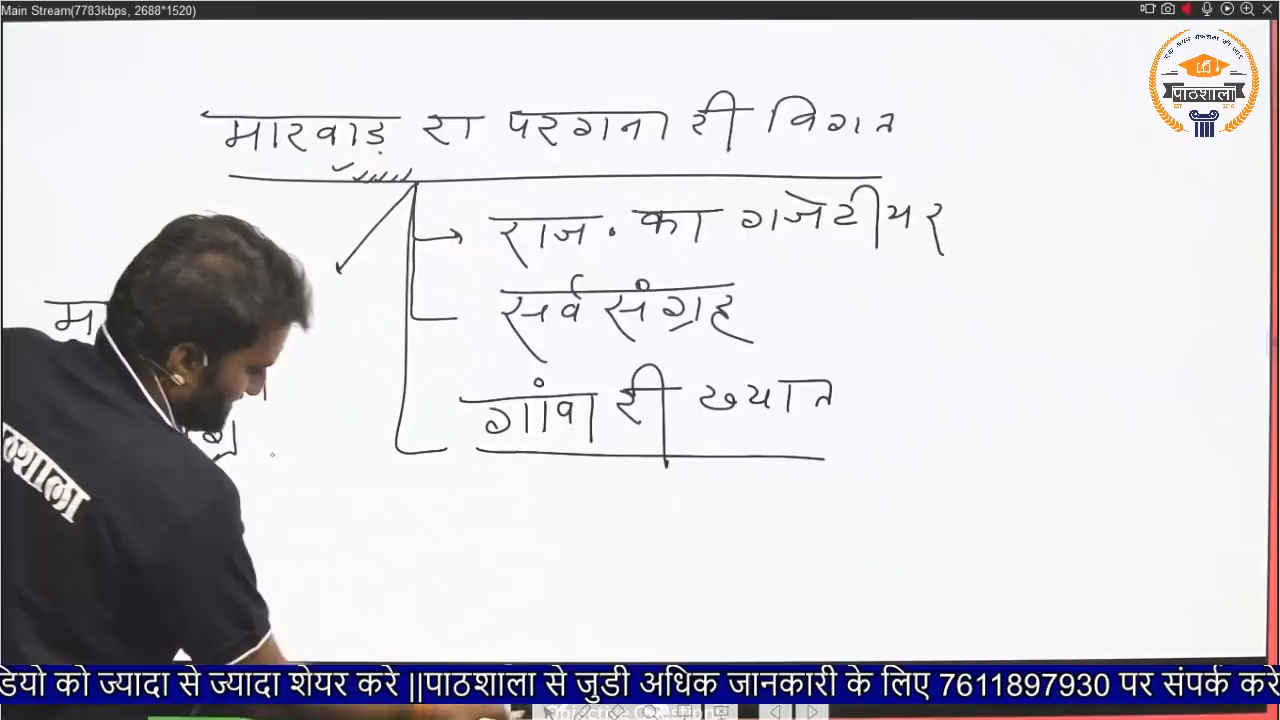 Main Stream(7783kbps, 2688*1520)
पाठशाला
मारवाड़ रा परगना री विगत
राज. का गजेटीयर
सर्व संग्रह
गांवा री ख्यात
म
ठशाला
डियो को ज्यादा से ज्यादा शेयर करे ||पाठशाला से जुडी अधिक जानकारी के लिए 7611897930 पर संपर्क करे